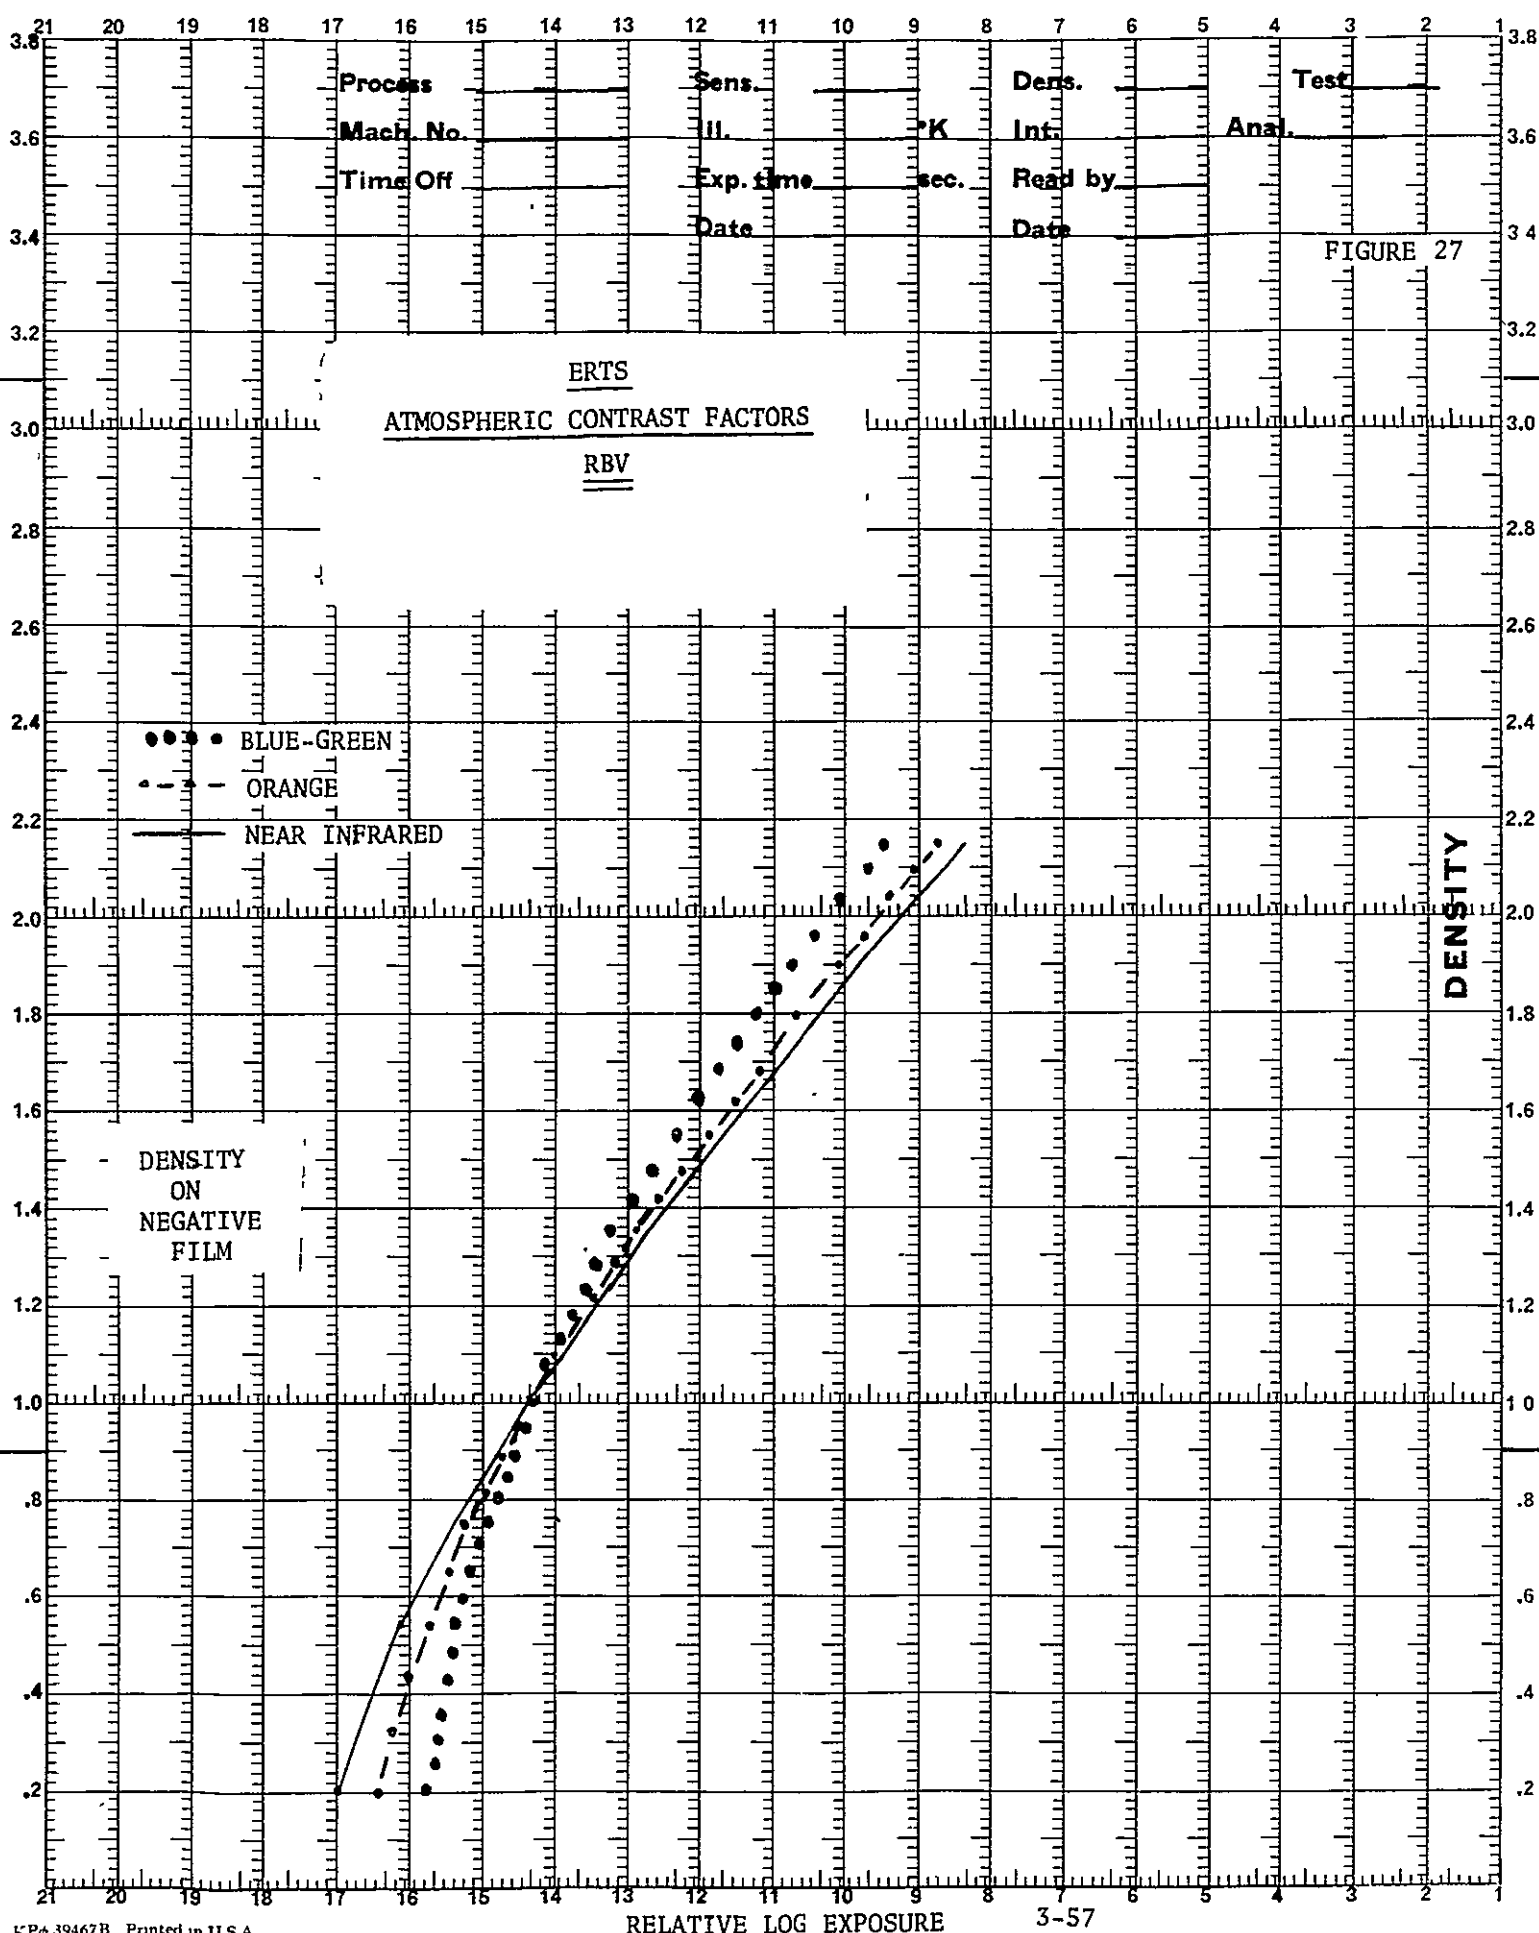 21 20 19 18 17 16 15 14 13 12 11 10 9 8 7 6 5 4 3 2 1
3.8 3.8
Process Sens. Dens. Test
Mach. No. Ill. °K Int. Anal.
3.6 3.6
Time Off Exp. time sec. Read by
Date Date
3.4 3 4
FIGURE 27
3.2 3.2
ERTS
ATMOSPHERIC CONTRAST FACTORS
3.0 3.0
RBV
2.8 2.8
2.6 2.6
2.4 2.4
BLUE-GREEN
ORANGE
2.2 2.2
NEAR INFRARED
DENSITY
2.0 2.0
1.8 1.8
1.6 1.6
DENSITY
ON
NEGATIVE
FILM
1.4 1.4
1.2 1.2
1.0 1 0
.8 .8
.6 .6
.4 .4
.2 .2
21 20 19 18 17 16 15 14 13 12 11 10 9 8 7 6 5 4 3 2 1
RELATIVE LOG EXPOSURE 3-57
39467B Printed in U.S.A.